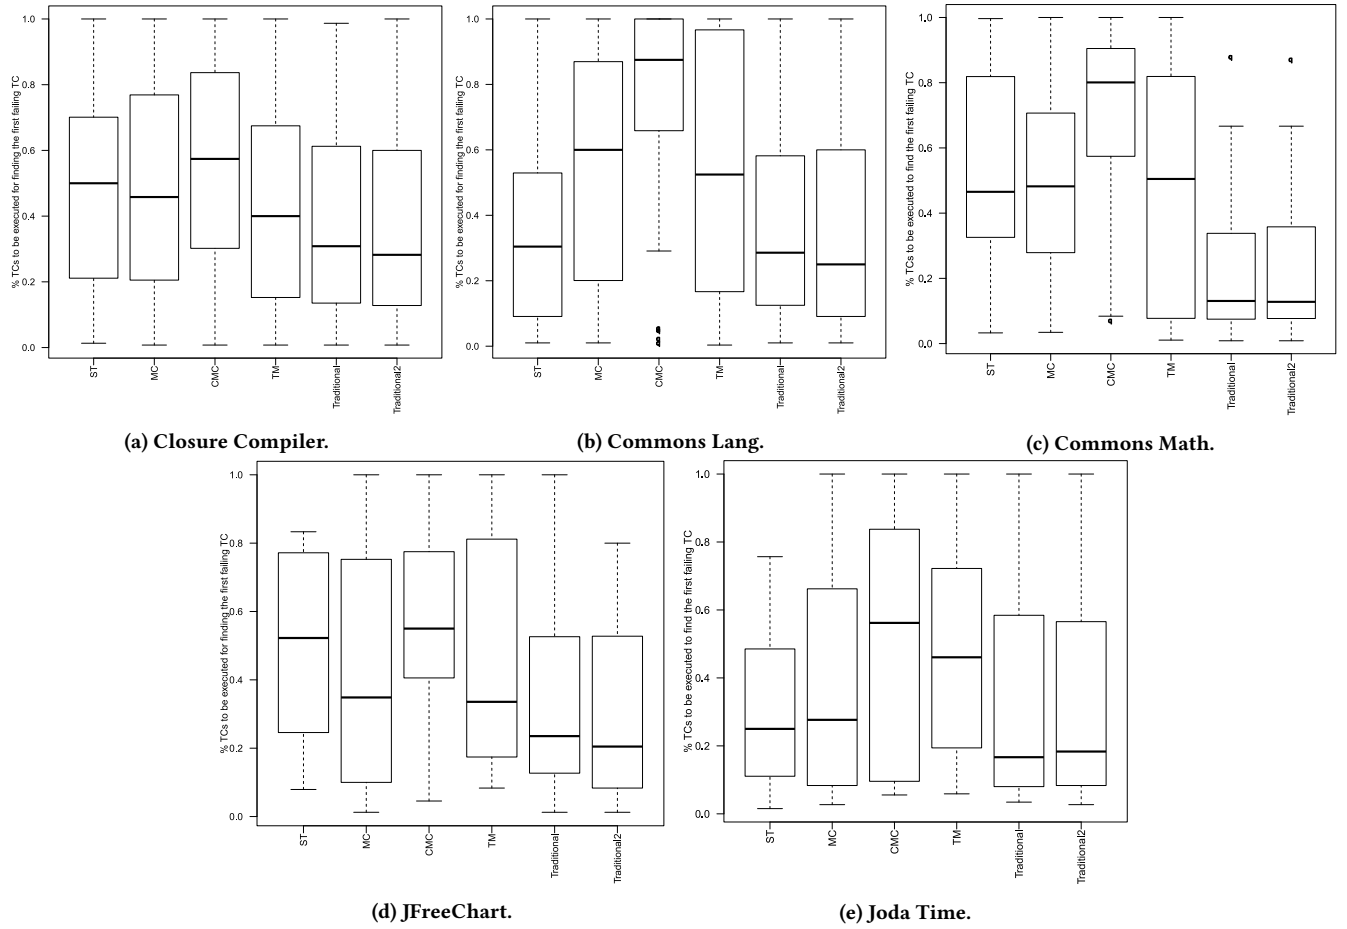 % TCs to be executed for finding the first failing TC
1.0
0.8
0.6
0.4
0.2
0.0
ST
MC
CMC
TM
Traditional
Traditional2
(a) Closure Compiler.
% TCs to be executed for finding the first failing TC
1.0
0.8
0.6
0.4
0.2
0.0
ST
MC
CMC
TM
Traditional
Traditional2
(b) Commons Lang.
% TCs to be executed to find the first failing TC
1.0
0.8
0.6
0.4
0.2
0.0
ST
MC
CMC
TM
Traditional
Traditional2
(c) Commons Math.
% TCs to be executed for finding the first failing TC
1.0
0.8
0.6
0.4
0.2
0.0
ST
MC
CMC
TM
Traditional
Traditional2
(d) JFreeChart.
% TCs to be executed to find the first failing TC
1.0
0.8
0.6
0.4
0.2
0.0
ST
MC
CMC
TM
Traditional
Traditional2
(e) Joda Time.